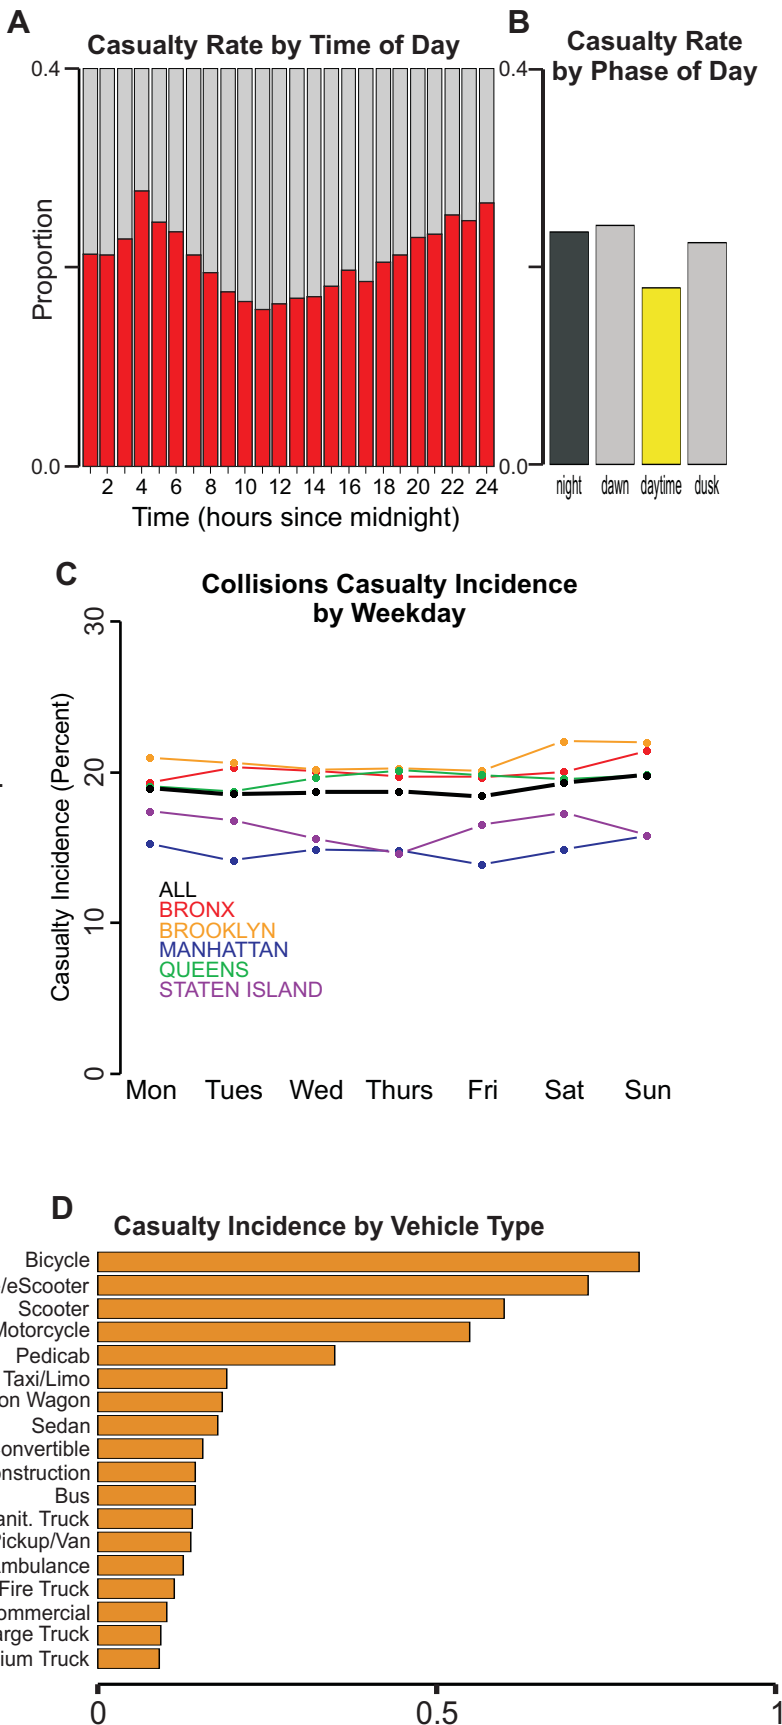 A
Casualty Rate by Time of Day
0.4
Proportion
0.0
2 4 6 8 10 12 14 16 18 20 22 24
Time (hours since midnight)
B
Casualty Rate
by Phase of Day
0.4
0.0
night dawn daytime dusk
C
Collisions Casualty Incidence
by Weekday
30
20
10
0
Casualty Incidence (Percent)
ALL
BRONX
BROOKLYN
MANHATTAN
QUEENS
STATEN ISLAND
Mon Tues Wed Thurs Fri Sat Sun
D
Casualty Incidence by Vehicle Type
Bicycle
/eScooter
Scooter
Motorcycle
Pedicab
Taxi/Limo
on Wagon
Sedan
onvertible
nstruction
Bus
anit. Truck
Pickup/Van
mbulance
Fire Truck
ommercial
arge Truck
ium Truck
0 0.5 1